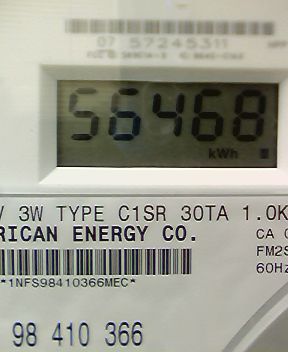 07 57245311
56468
kWh
V 3W TYPE C1SR 30TA 1.0K
RICAN ENERGY CO.
CA
FM2S
60Hz
*1NFS98410366MEC*
98 410 366